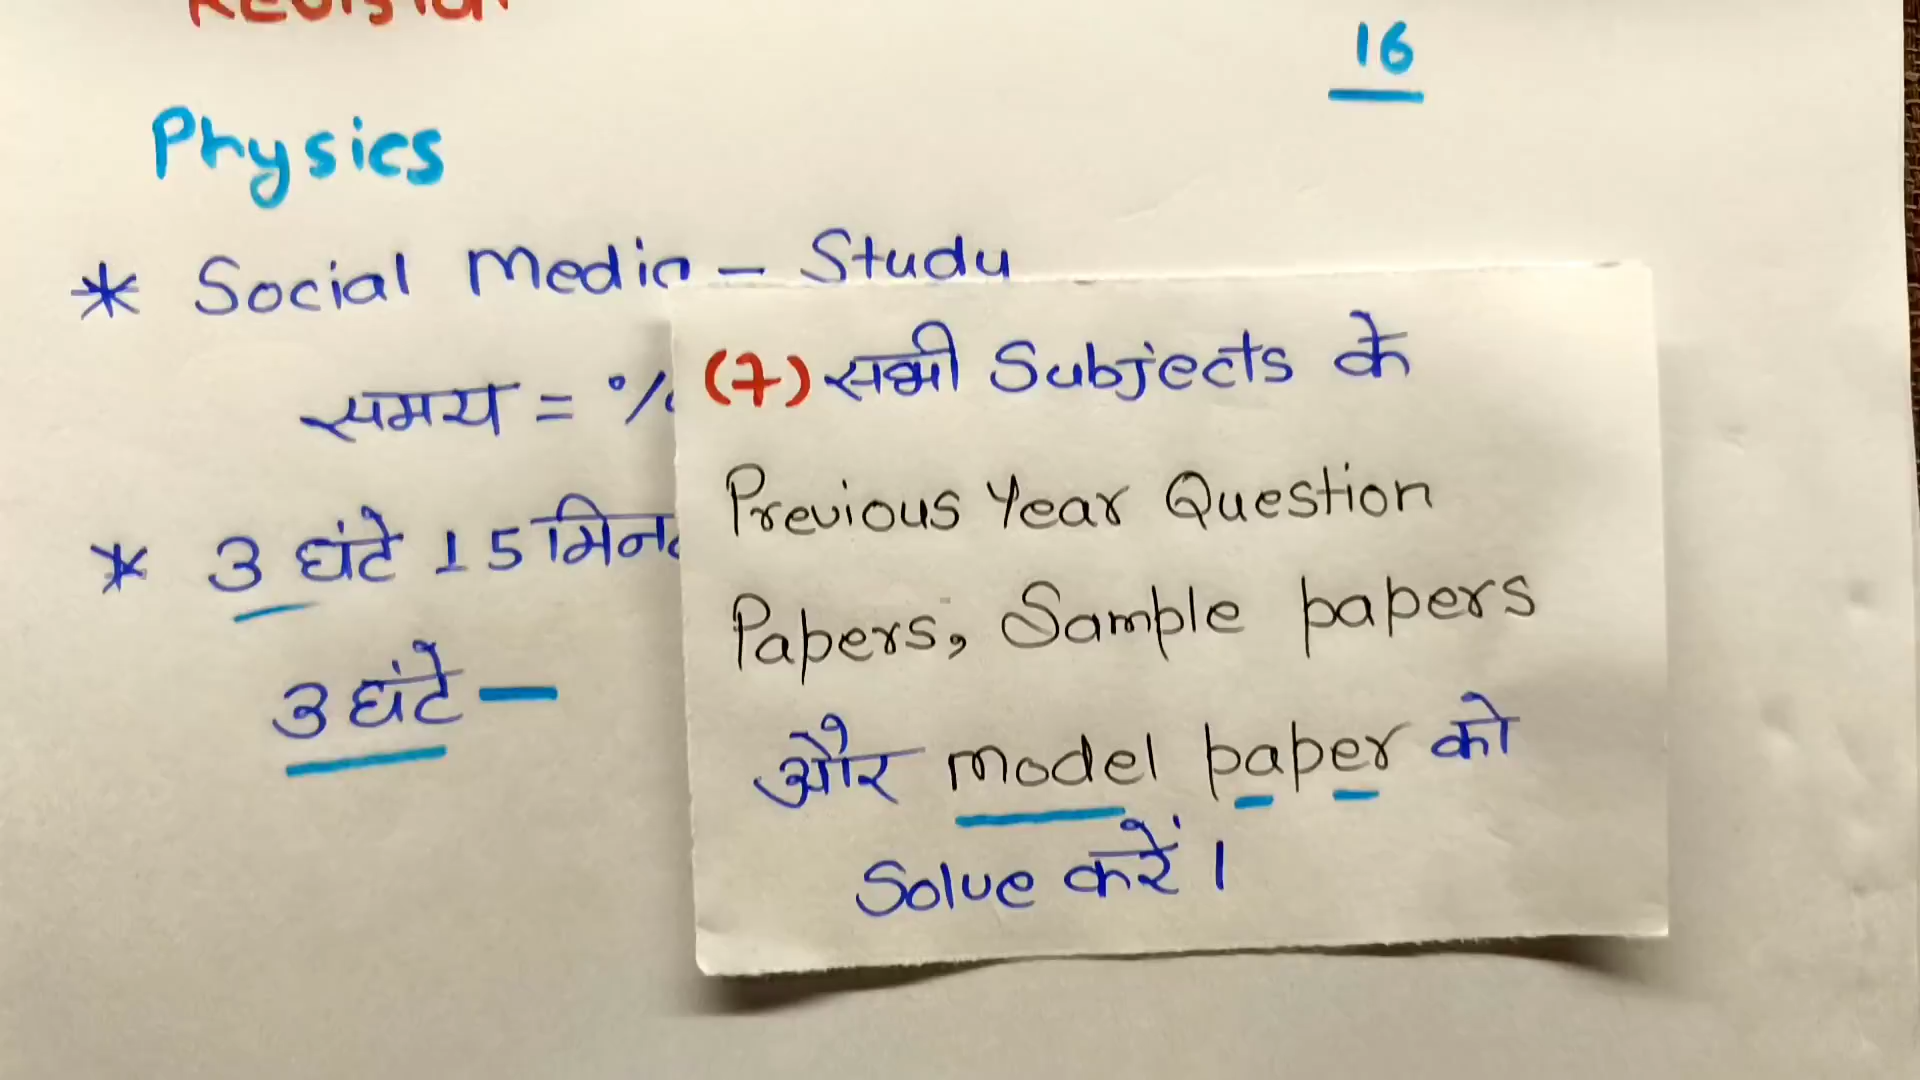 Revision
16
Physics
* Social Media - Study
समय = %
* 3 घंटे 15
3 घंटे -
(7) सभी Subjects के
Previous Year Question
Papers, Sample papers
और model paper को
Solve करें ।